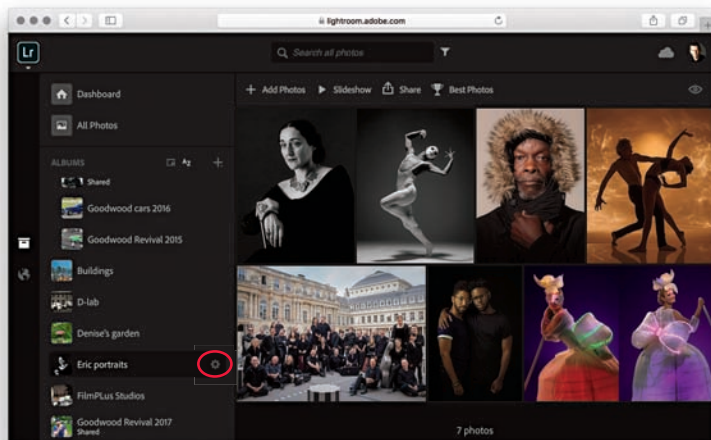 lightroom.adobe.com
Lr
Search all photos
Dashboard
All Photos
+ Add Photos
Slideshow
Share
Best Photos
ALBUMS
Shared
Goodwood cars 2016
Goodwood Revival 2015
Buildings
D-lab
Denise's garden
Eric portraits
FilmPLus Studios
Goodwood Revival 2017
Shared
7 photos